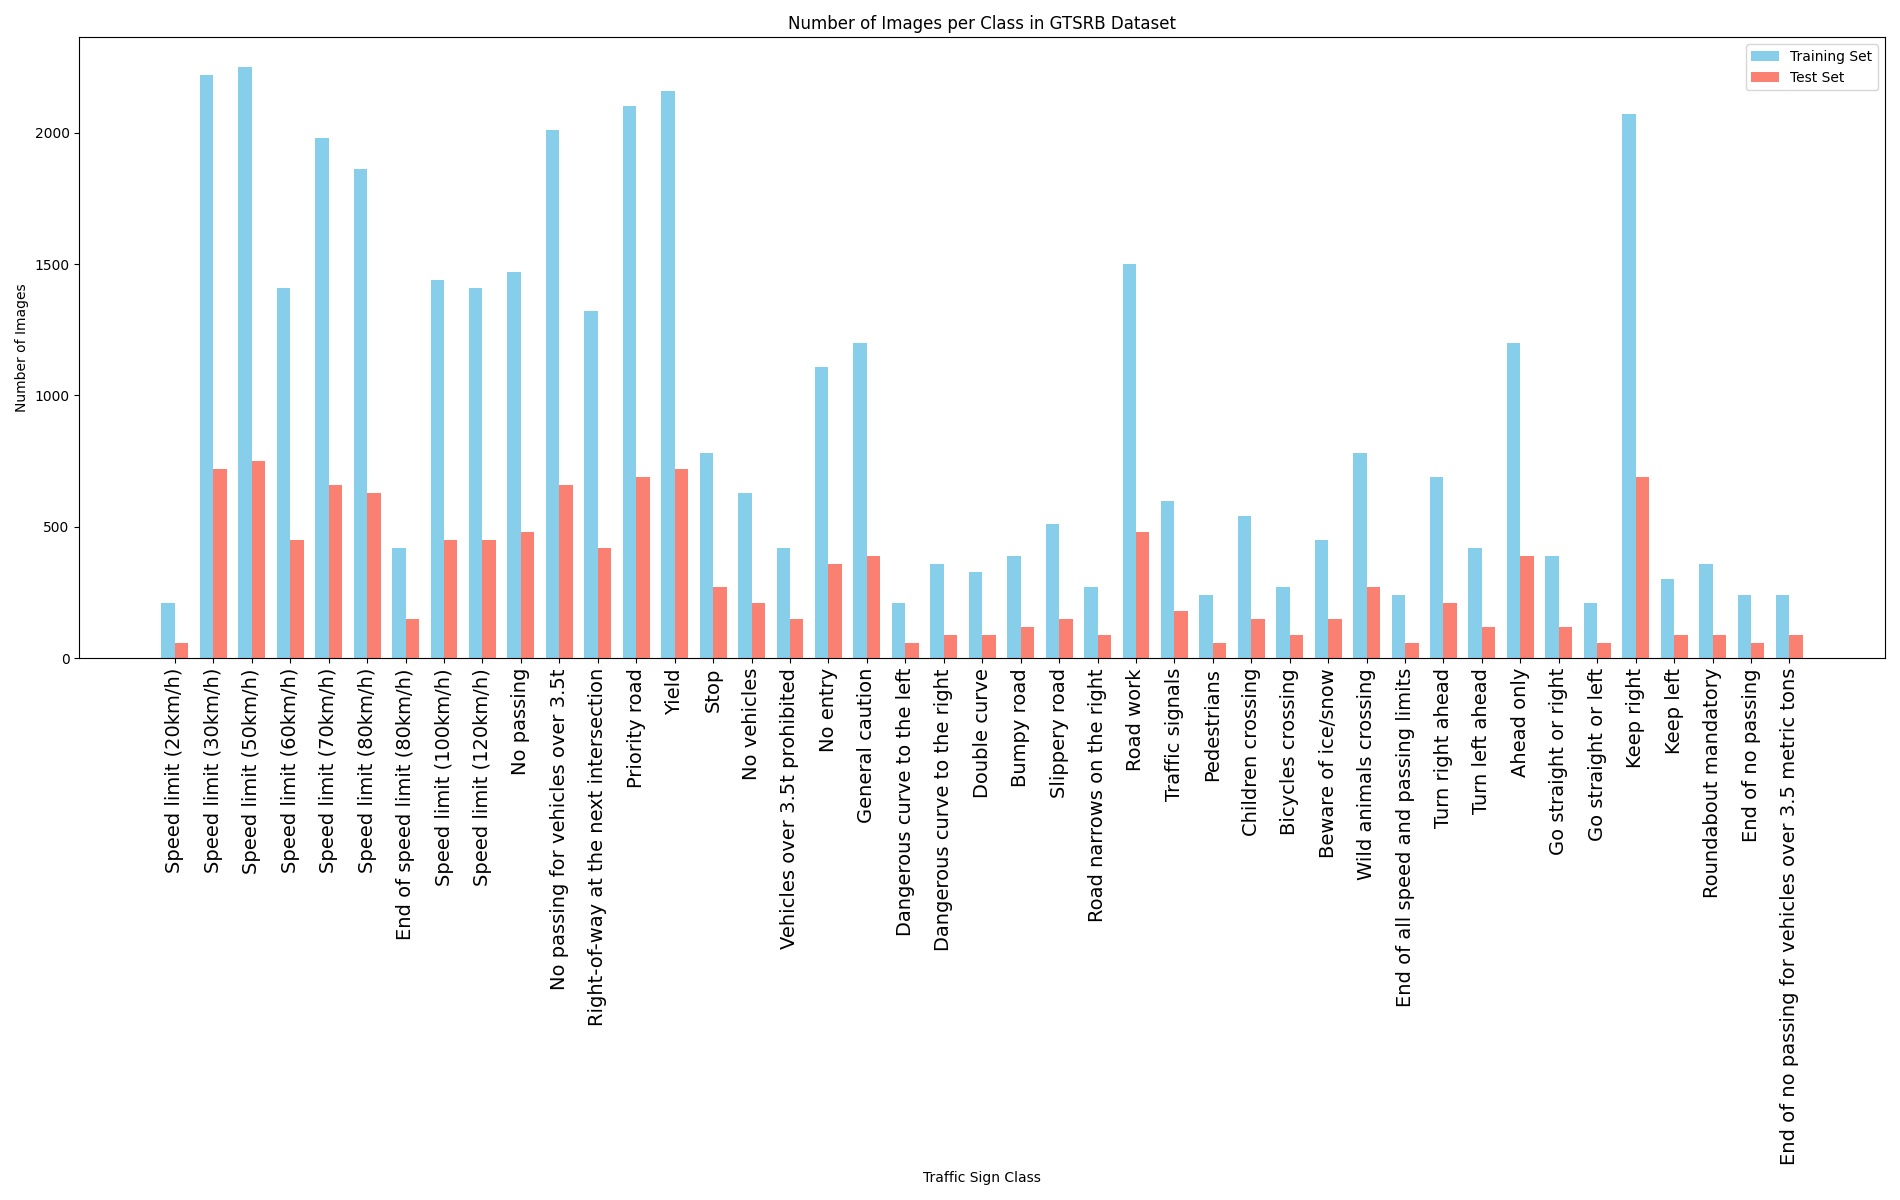 Number of Images per Class in GTSRB Dataset
Training Set
Test Set
Number of Images
2000
1500
1000
500
0
Speed limit (20km/h)
Speed limit (30km/h)
Speed limit (50km/h)
Speed limit (60km/h)
Speed limit (70km/h)
Speed limit (80km/h)
End of speed limit (80km/h)
Speed limit (100km/h)
Speed limit (120km/h)
No passing
No passing for vehicles over 3.5t
Right-of-way at the next intersection
Priority road
Yield
Stop
No vehicles
Vehicles over 3.5t prohibited
No entry
General caution
Dangerous curve to the left
Dangerous curve to the right
Double curve
Bumpy road
Slippery road
Road narrows on the right
Road work
Traffic signals
Pedestrians
Children crossing
Bicycles crossing
Beware of ice/snow
Wild animals crossing
End of all speed and passing limits
Turn right ahead
Turn left ahead
Ahead only
Go straight or right
Go straight or left
Keep right
Keep left
Roundabout mandatory
End of no passing
End of no passing for vehicles over 3.5 metric tons
Traffic Sign Class